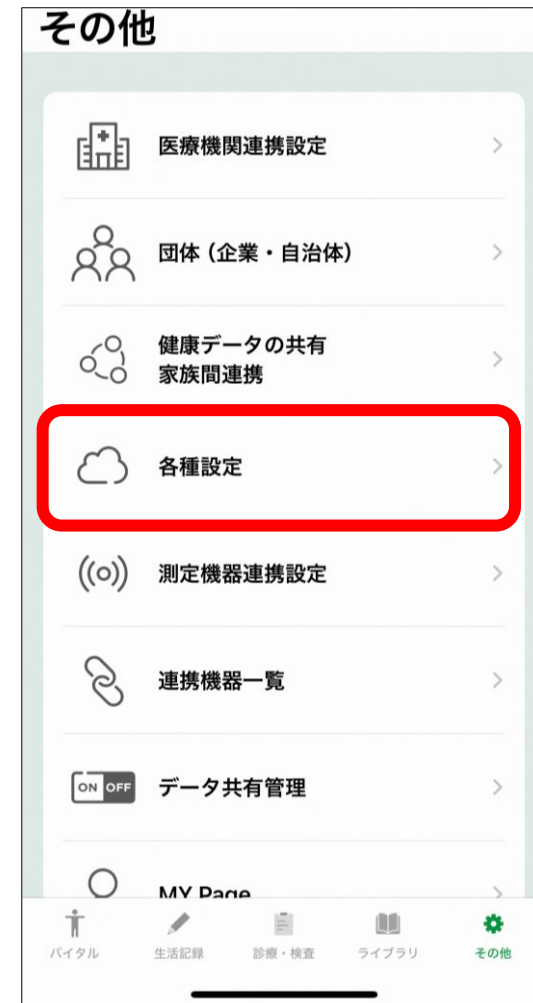 その他
医療機関連携設定
団体（企業・自治体）
健康データの共有
家族間連携
各種設定
測定機器連携設定
連携機器一覧
ON OFF
データ共有管理
MY Page
バイタル
生活記録
診療・検査
ライブラリ
その他